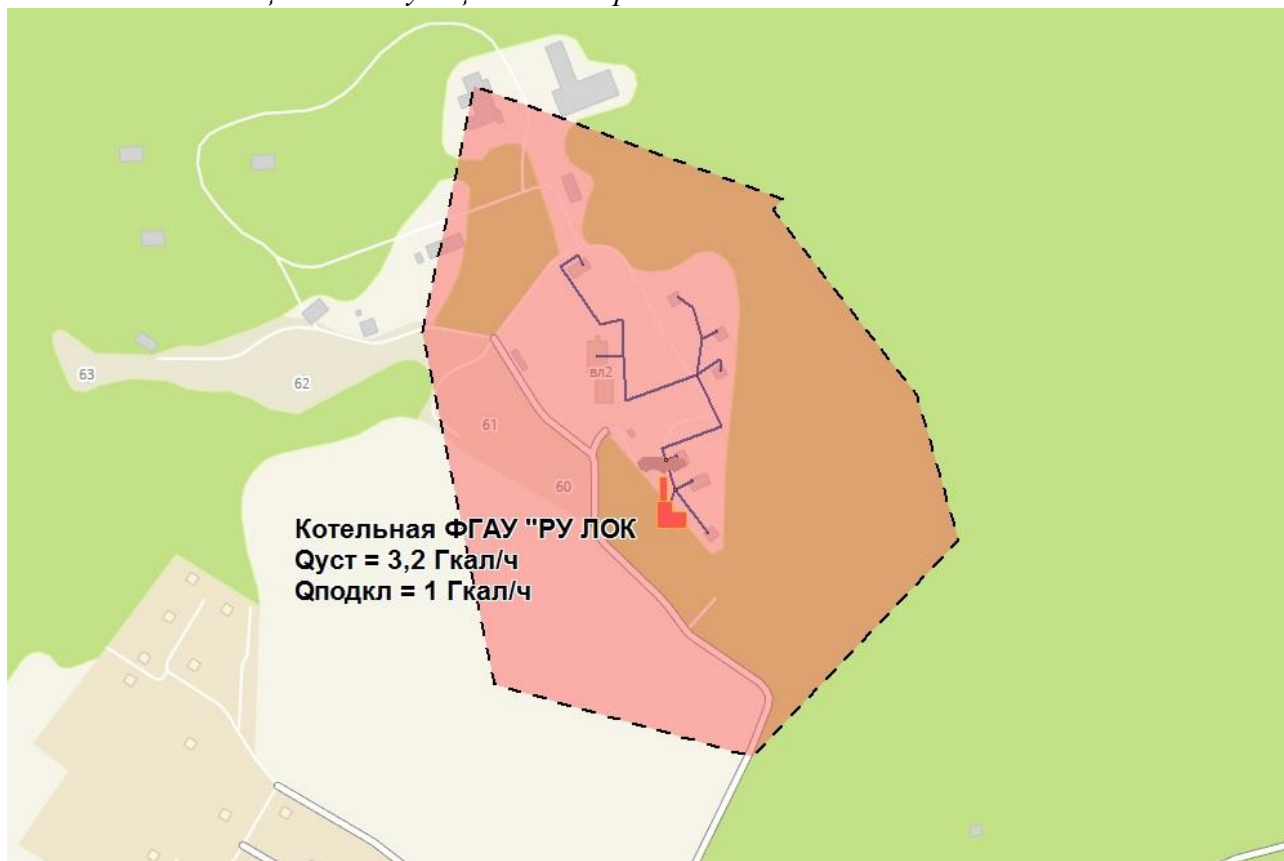 вл2
63
62
61
60
Котельная ФГАУ "РУ ЛОК
Qуст = 3,2 Гкал/ч
Qподкл = 1 Гкал/ч